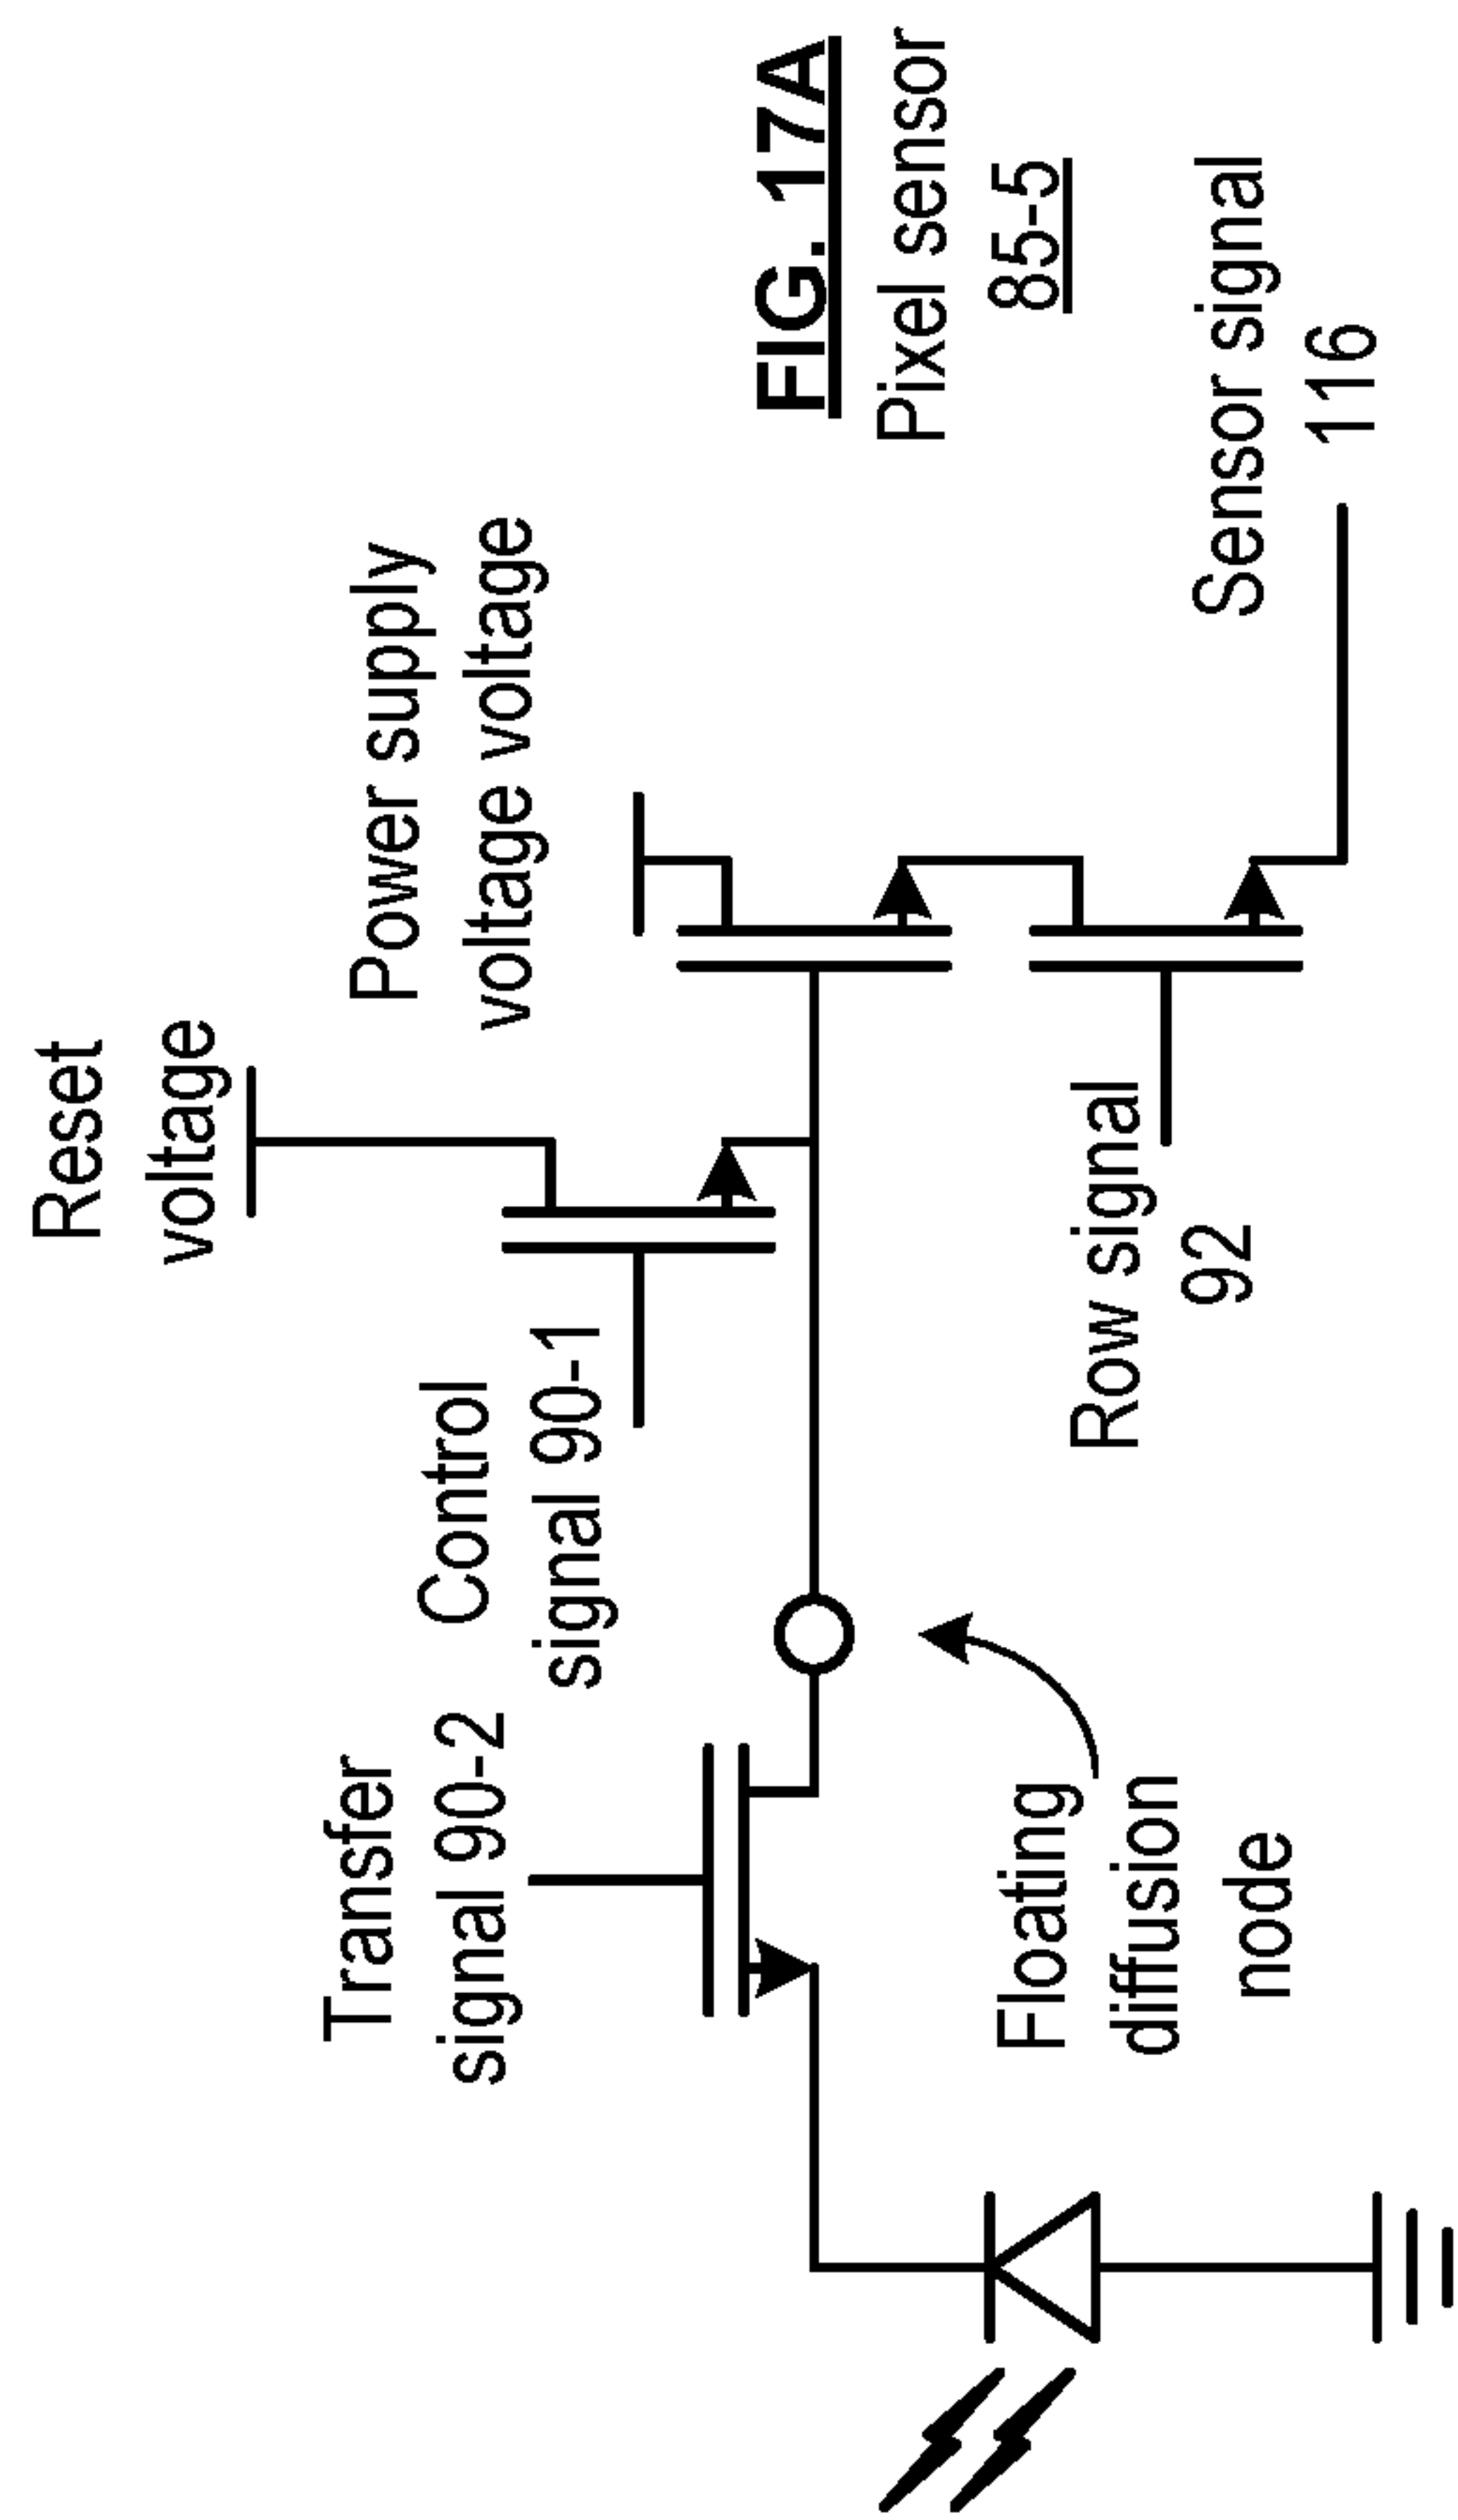 Reset
voltage
Power supply
voltage voltage
Transfer
signal 90-2
Control
signal 90-1
FIG. 17A
Pixel sensor
85-5
Floating
diffusion
node
Row signal
92
Sensor signal
116